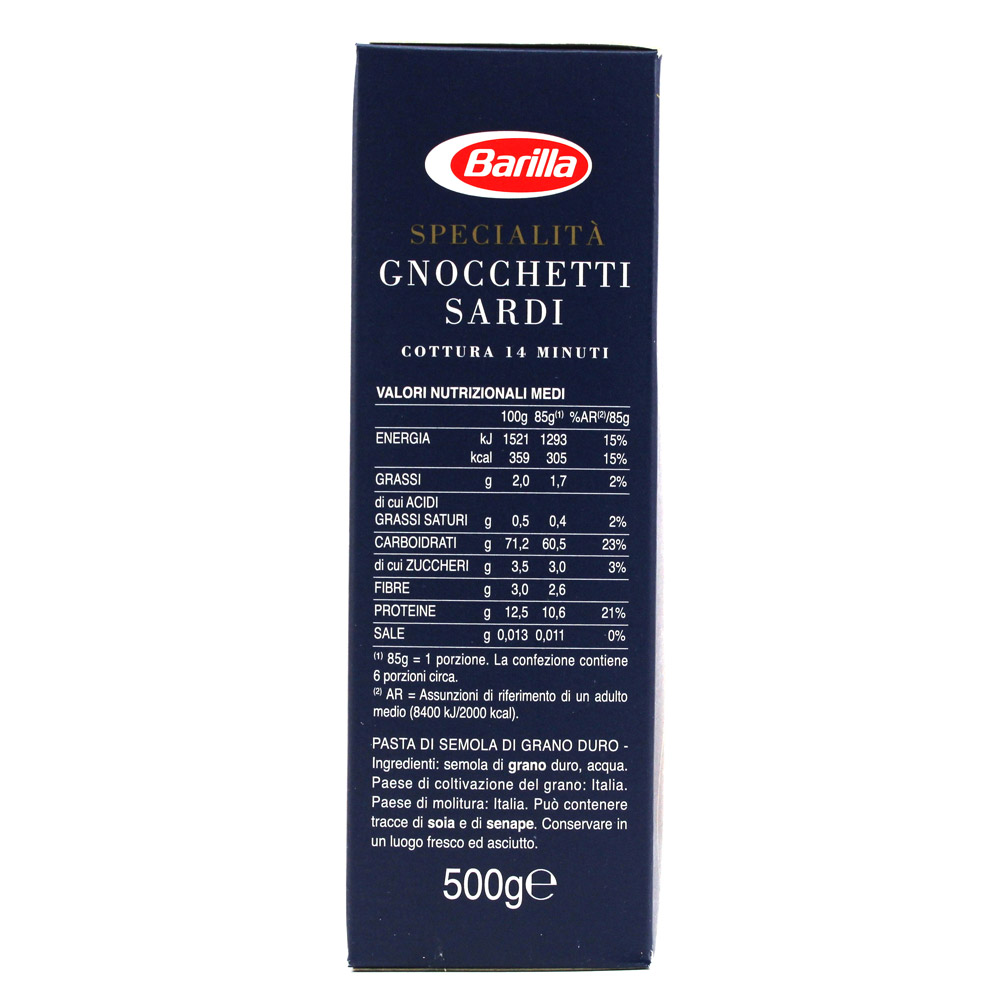 Barilla
SPECIALITÀ
GNOCCHETTI
SARDI
COTTURA 14 MINUTI
VALORI NUTRIZIONALI MEDI
100g 85g(1) %AR(2)/85g
ENERGIA kJ 1521 1293 15%
kcal 359 305 15%
GRASSI g 2,0 1,7 2%
di cui ACIDI
GRASSI SATURI g 0,5 0,4 2%
CARBOIDRATI g 71,2 60,5 23%
di cui ZUCCHERI g 3,5 3,0 3%
FIBRE g 3,0 2,6
PROTEINE g 12,5 10,6 21%
SALE g 0,013 0,011 0%
(1) 85g = 1 porzione. La confezione contiene
6 porzioni circa.
(2) AR = Assunzioni di riferimento di un adulto
medio (8400 kJ/2000 kcal).
PASTA DI SEMOLA DI GRANO DURO -
Ingredienti: semola di grano duro, acqua.
Paese di coltivazione del grano: Italia.
Paese di molitura: Italia. Può contenere
tracce di soia e di senape. Conservare in
un luogo fresco ed asciutto.
500g℮